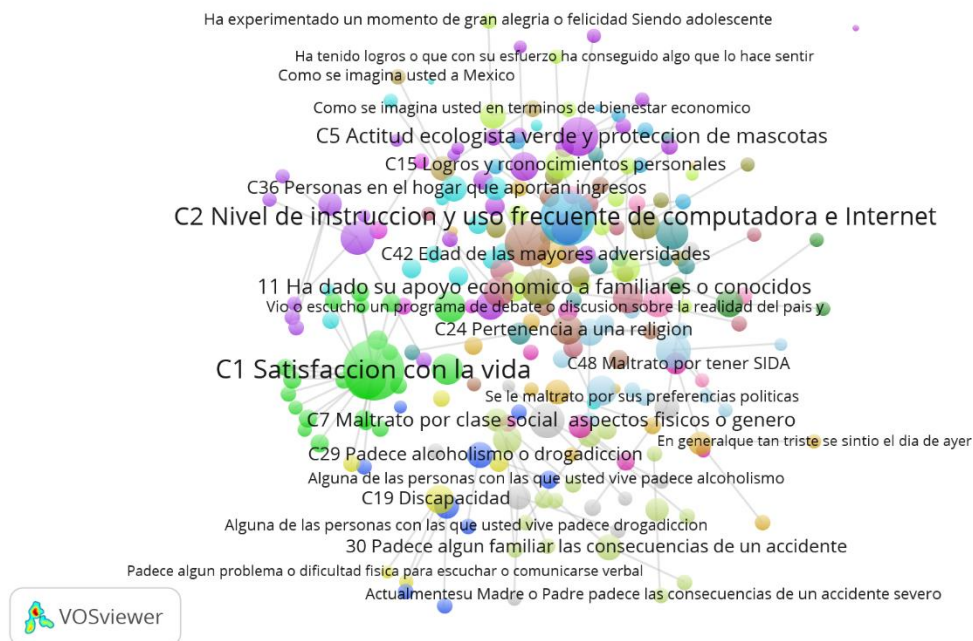 Ha experimentado un momento de gran alegria o felicidad Siendo adolescente
Ha tenido logros o que con su esfuerzo ha conseguido algo que lo hace sentir
Como se imagina usted a Mexico
Como se imagina usted en terminos de bienestar economico
C5 Actitud ecologista verde y proteccion de mascotas
C15 Logros y rconocimientos personales
C36 Personas en el hogar que aportan ingresos
C2 Nivel de instruccion y uso frecuente de computadora e Internet
C42 Edad de las mayores adversidades
11 Ha dado su apoyo economico a familiares o conocidos
Vio o escucho un programa de debate o discusion sobre la realidad del pais y
C24 Pertenencia a una religion
C48 Maltrato por tener SIDA
C1 Satisfaccion con la vida
Se le maltrato por sus preferencias politicas
C7 Maltrato por clase social aspectos fisicos o genero
En generalque tan triste se sintio el dia de ayer
C29 Padece alcoholismo o drogadiccion
Alguna de las personas con las que usted vive padece alcoholismo
C19 Discapacidad
Alguna de las personas con las que usted vive padece drogadiccion
30 Padece algun familiar las consecuencias de un accidente
Padece algun problema o dificultad fisica para escuchar o comunicarse verbal
Actualmentesu Madre o Padre padece las consecuencias de un accidente severo
VOSviewer